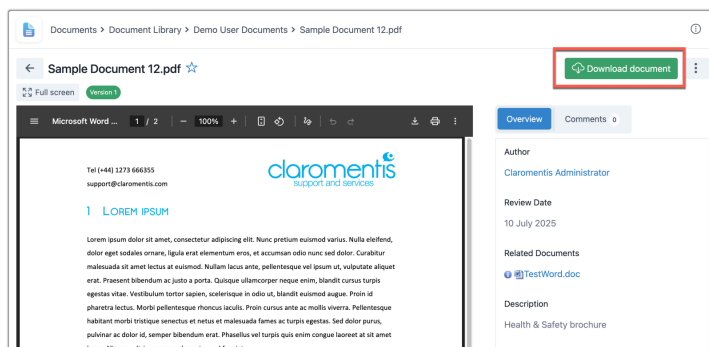 Documents > Document Library > Demo User Documents > Sample Document 12.pdf
Sample Document 12.pdf
Download document
Full screen
Version 1
Microsoft Word ...
1 / 2
100%
Overview
Comments 0
Tel (+44) 1273 666355
support@claromentis.com
claromentis
support and services
1 LOREM IPSUM
Lorem ipsum dolor sit amet, consectetur adipiscing elit. Nunc pretium euismod varius. Nulla eleifend,
dolor eget sodales ornare, ligula erat elementum eros, et accumsan odio nunc sed dolor. Curabitur
malesuada sit amet lectus at euismod. Nullam lacus ante, pellentesque vel ipsum ut, vulputate aliquet
erat. Praesent bibendum ac justo a porta. Quisque ullamcorper neque enim, blandit cursus turpis
egestas vitae. Vestibulum tortor sapien, scelerisque in odio ut, blandit euismod augue. Proin id
pharetra lectus. Morbi pellentesque rhoncus iaculis. Proin cursus ante ac mollis viverra. Pellentesque
habitant morbi tristique senectus et netus et malesuada fames ac turpis egestas. Sed dolor purus,
pulvinar ac dolor id, semper bibendum erat. Phasellus vel turpis quis enim congue laoreet at sit amet
Author
Claromentis Administrator
Review Date
10 July 2025
Related Documents
TestWord.doc
Description
Health & Safety brochure